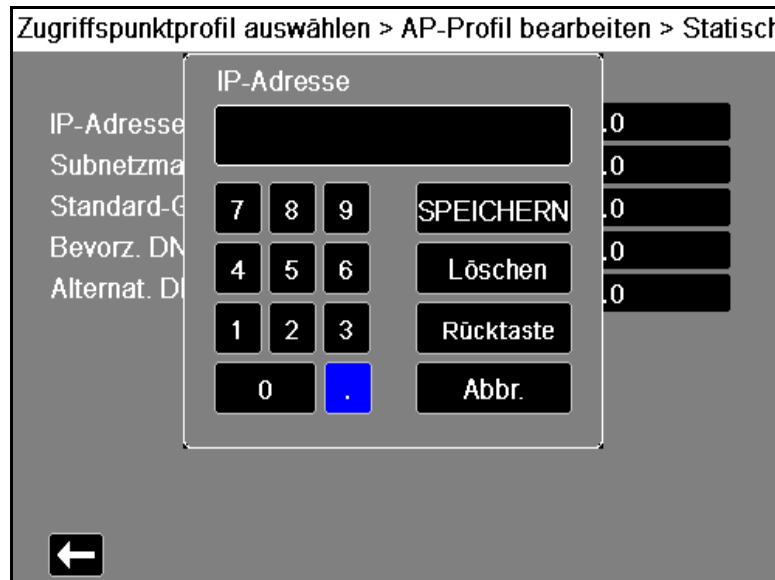 Zugriffspunktprofil auswählen > AP-Profil bearbeiten > Statisch
IP-Adresse
IP-Adresse .0
Subnetzma .0
Standard-G .0
Bevorz. DN .0
Alternat. DI .0
7 8 9 SPEICHERN
4 5 6 Löschen
1 2 3 Rücktaste
0 . Abbr.